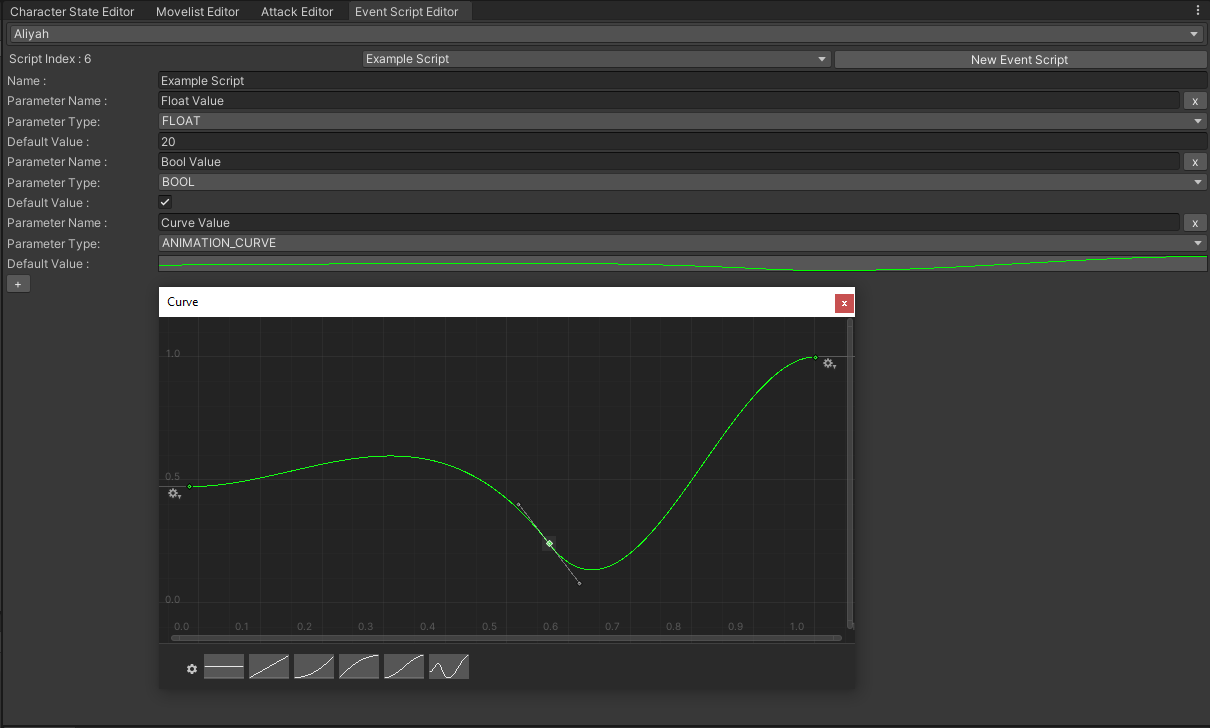 Character State Editor Movelist Editor Attack Editor Event Script Editor
Aliyah
Script Index : 6 Example Script New Event Script
Name : Example Script
Parameter Name : Float Value x
Parameter Type: FLOAT
Default Value : 20
Parameter Name : Bool Value x
Parameter Type: BOOL
Default Value :
Parameter Name : Curve Value x
Parameter Type: ANIMATION_CURVE
Default Value :
+
Curve x
1.0
0.5
0.0
0.0 0.1 0.2 0.3 0.4 0.5 0.6 0.7 0.8 0.9 1.0